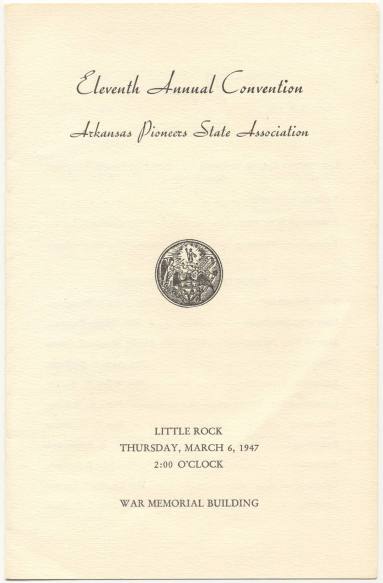 Eleventh Annual Convention
Arkansas Pioneers State Association
LITTLE ROCK
THURSDAY, MARCH 6, 1947
2:00 O'CLOCK
WAR MEMORIAL BUILDING